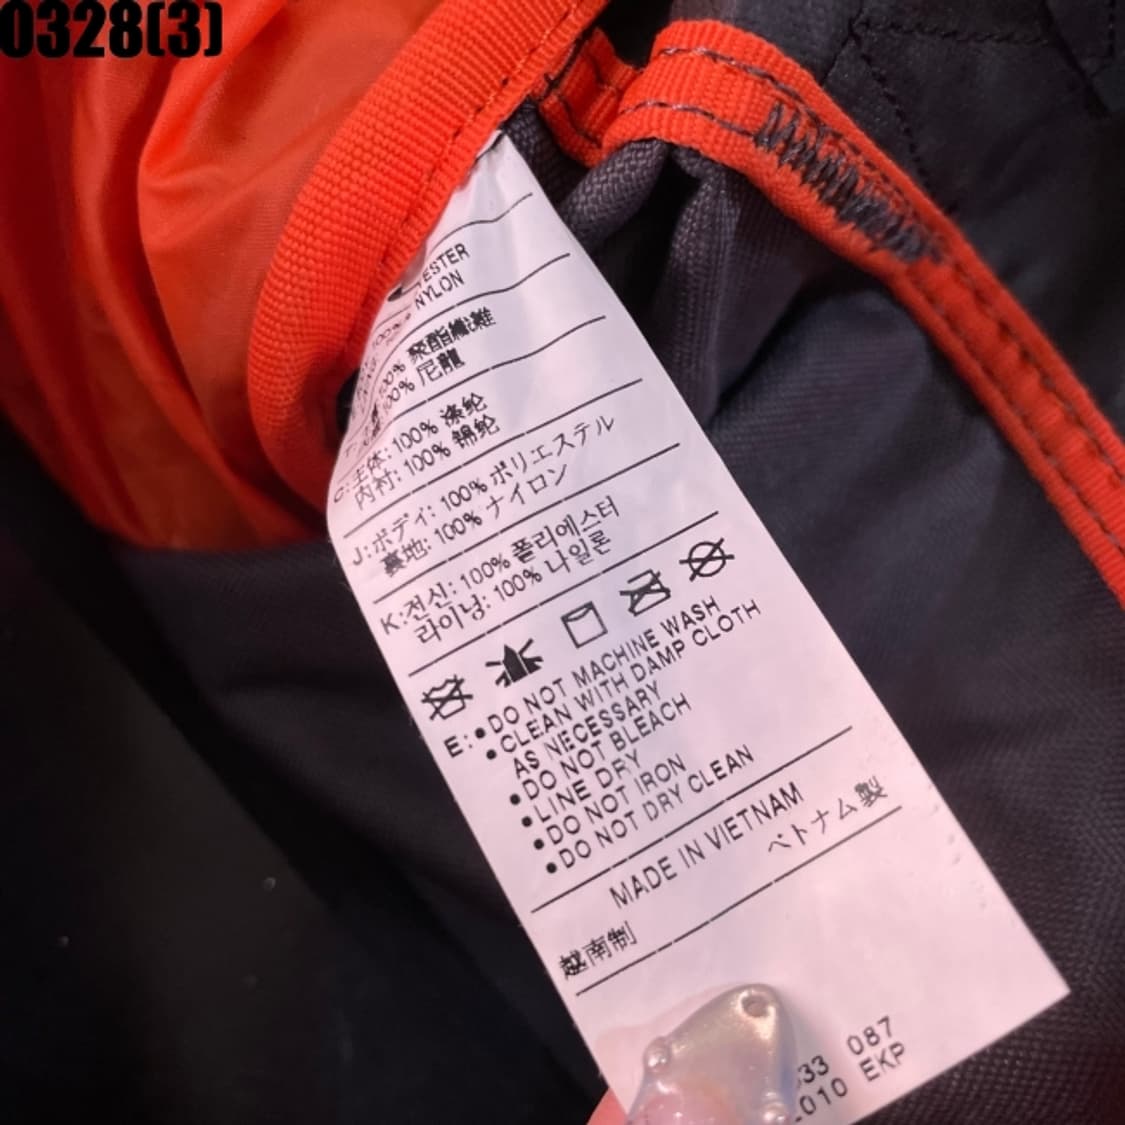 0328(3)
ESTER
NYLON
100% 聚酯纖維
100% 尼龍
C:主体: 100% 涤纶
内衬: 100% 锦纶
J:ボディ: 100% ポリエステル
裏地: 100% ナイロン
K:전신: 100% 폴리에스터
라이닝: 100% 나일론
E:•DO NOT MACHINE WASH
•CLEAN WITH DAMP CLOTH
AS NECESSARY
•DO NOT BLEACH
•LINE DRY
•DO NOT IRON
•DO NOT DRY CLEAN
MADE IN VIETNAM
ベトナム製
越南制
33 087
010 EKP